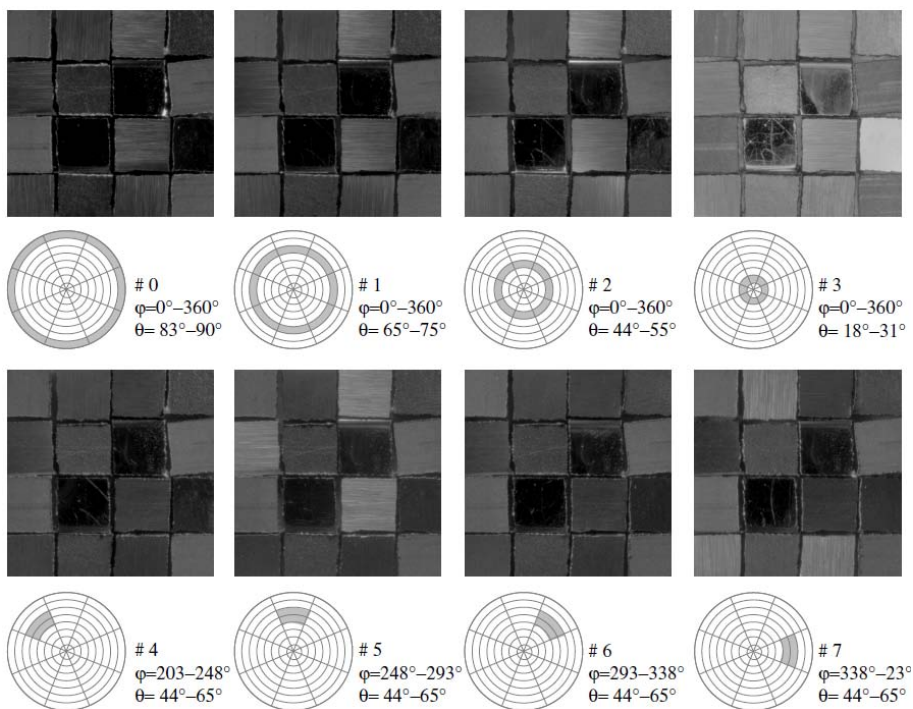 # 0
φ=0°–360°
θ= 83°–90°
# 1
φ=0°–360°
θ= 65°–75°
# 2
φ=0°–360°
θ= 44°–55°
# 3
φ=0°–360°
θ= 18°–31°
# 4
φ=203–248°
θ= 44°–65°
# 5
φ=248°–293°
θ= 44°–65°
# 6
φ=293–338°
θ= 44°–65°
# 7
φ=338°–23°
θ= 44°–65°